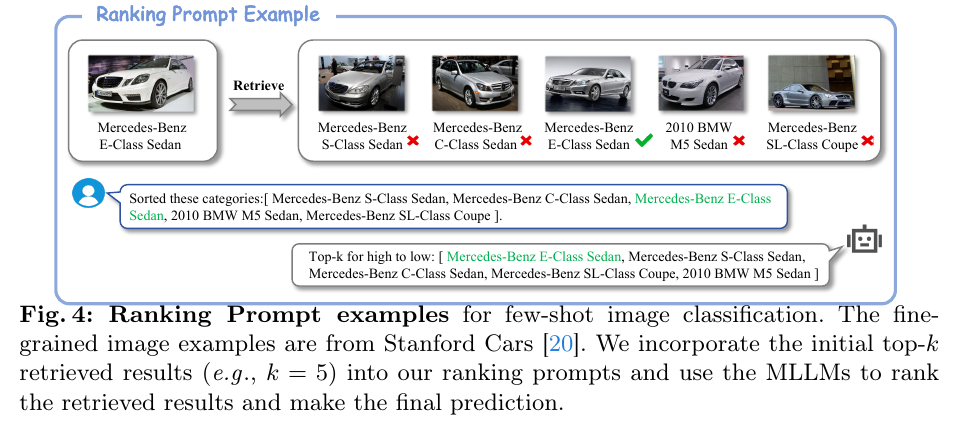 Ranking Prompt Example
Mercedes-Benz
E-Class Sedan
Retrieve
Mercedes-Benz
S-Class Sedan
Mercedes-Benz
C-Class Sedan
Mercedes-Benz
E-Class Sedan
2010 BMW
M5 Sedan
Mercedes-Benz
SL-Class Coupe
Sorted these categories:[ Mercedes-Benz S-Class Sedan, Mercedes-Benz C-Class Sedan, Mercedes-Benz E-Class
Sedan, 2010 BMW M5 Sedan, Mercedes-Benz SL-Class Coupe ].
Top-k for high to low: [ Mercedes-Benz E-Class Sedan, Mercedes-Benz S-Class Sedan,
Mercedes-Benz C-Class Sedan, Mercedes-Benz SL-Class Coupe, 2010 BMW M5 Sedan ]
Fig. 4: Ranking Prompt examples for few-shot image classification. The fine-
grained image examples are from Stanford Cars [20]. We incorporate the initial top-k
retrieved results (e.g., k = 5) into our ranking prompts and use the MLLMs to rank
the retrieved results and make the final prediction.